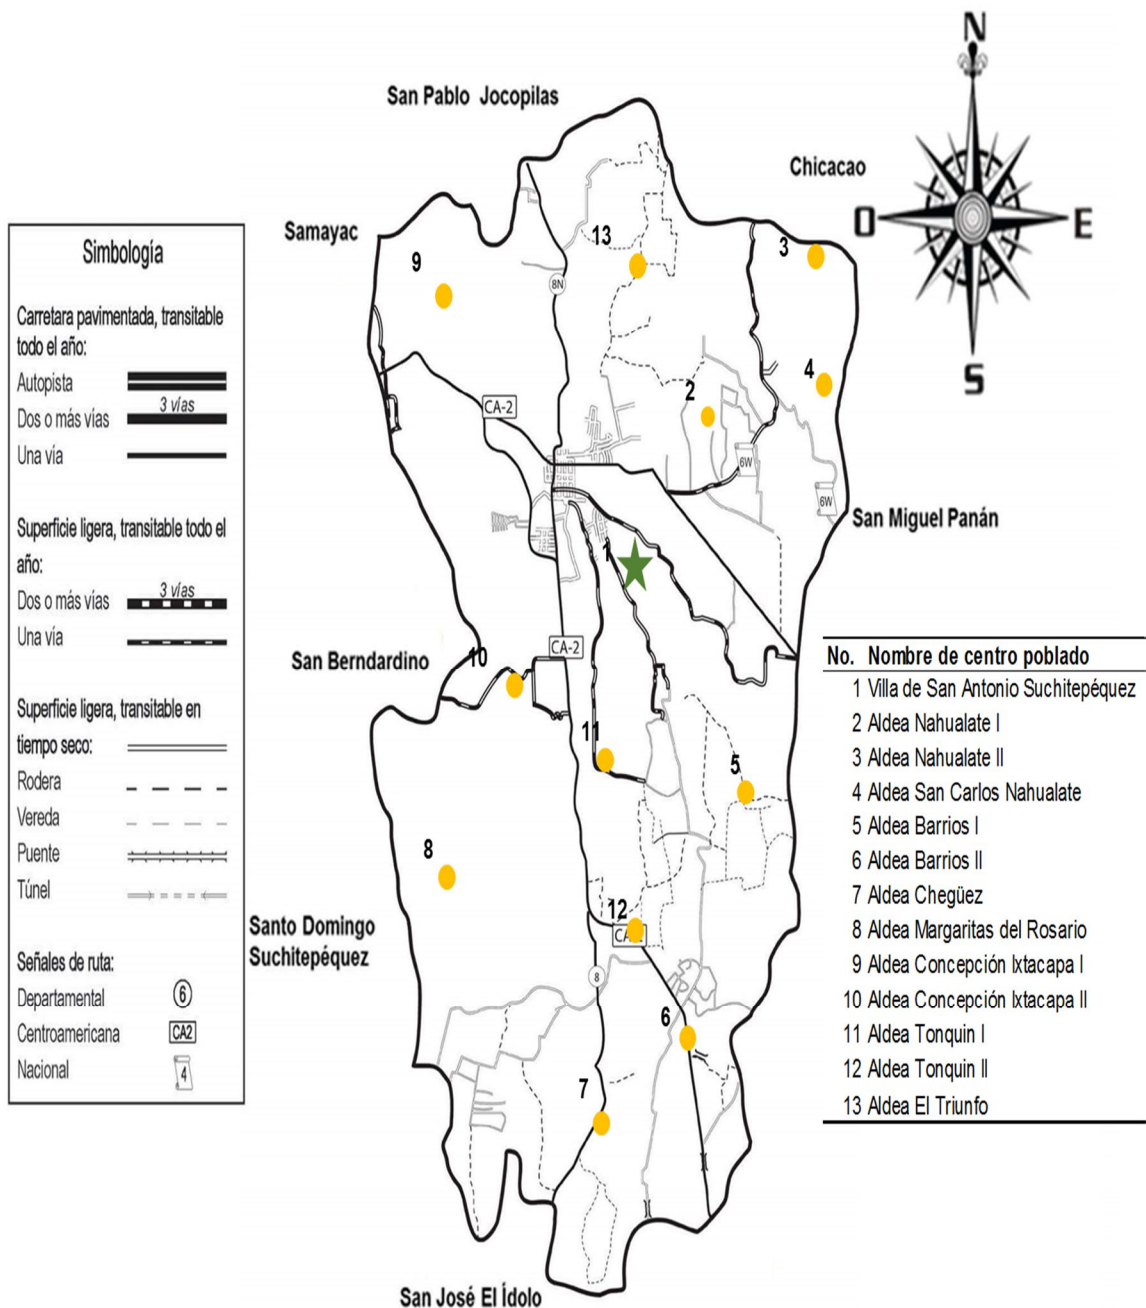 N
San Pablo Jocopilas
Chicacao
O
E
Samayac
S
Simbología
Carretara pavimentada, transitable
todo el año:
Autopista
Dos o más vías
3 vías
Una vía
Superficie ligera, transitable todo el
año:
Dos o más vías
3 vías
Una vía
Superficie ligera, transitable en
tiempo seco:
Rodera
Vereda
Puente
Túnel
Señales de ruta:
Departamental
6
Centroamericana
CA2
Nacional
4
13
3
9
8N
4
2
CA-2
6W
6W
San Miguel Panán
1
CA-2
San Berndardino
10
11
5
8
12
Santo Domingo
Suchitepéquez
8
6
7
San José El Ídolo
No. Nombre de centro poblado
1 Villa de San Antonio Suchitepéquez
2 Aldea Nahualate I
3 Aldea Nahualate II
4 Aldea San Carlos Nahualate
5 Aldea Barrios I
6 Aldea Barrios II
7 Aldea Chegüez
8 Aldea Margaritas del Rosario
9 Aldea Concepción Ixtacapa I
10 Aldea Concepción Ixtacapa II
11 Aldea Tonquin I
12 Aldea Tonquin II
13 Aldea El Triunfo